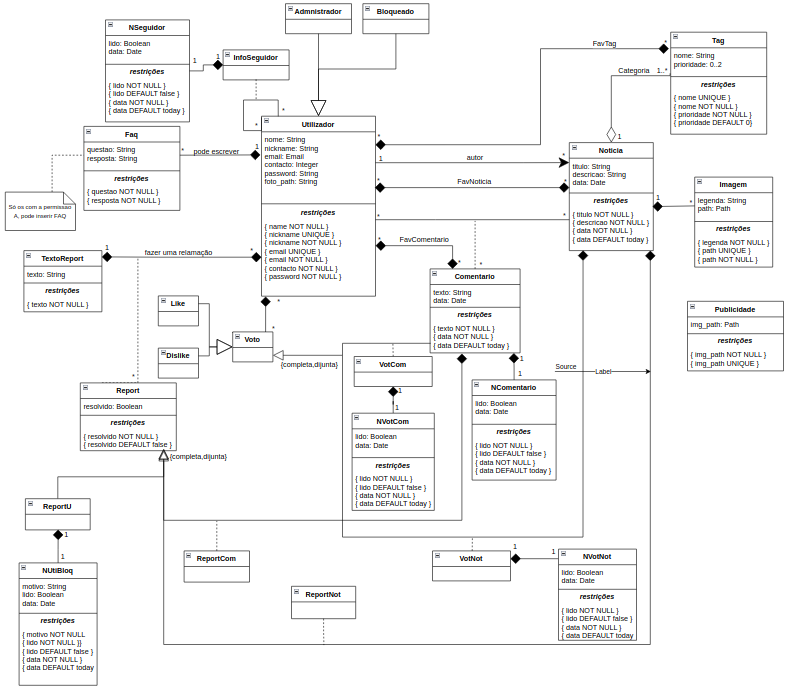 Admnistrador
Bloqueado
NSeguidor
lido: Boolean
data: Date
restrições
{ lido NOT NULL }
{ lido DEFAULT false }
{ data NOT NULL }
{ data DEFAULT today }
1
1
InfoSeguidor
*
*
FavTag
*
Tag
nome: String
prioridade: 0..2
restrições
{ nome UNIQUE }
{ nome NOT NULL }
{ prioridade NOT NULL }
{ prioridade DEFAULT 0}
Categoria
1..*
1
Faq
questao: String
resposta: String
restrições
{ questao NOT NULL }
{ resposta NOT NULL }
*
pode escrever
1
Só os com a permissao
A, pode inserir FAQ
Utilizador
nome: String
nickname: String
email: Email
contacto: Integer
password: String
foto_path: String
restrições
{ name NOT NULL }
{ nickname UNIQUE }
{ nickname NOT NULL }
{ email UNIQUE }
{ email NOT NULL }
{ contacto NOT NULL }
{ password NOT NULL }
*
1
autor
*
*
FavNoticia
*
*
*
*
FavComentario
*
*
Noticia
titulo: String
descricao: String
data: Date
restrições
{ titulo NOT NULL }
{ descricao NOT NULL }
{ data NOT NULL }
{ data DEFAULT today }
1
*
Imagem
legenda: String
path: Path
restrições
{ legenda NOT NULL }
{ path UNIQUE }
{ path NOT NULL }
TextoReport
texto: String
restrições
{ texto NOT NULL }
1
fazer uma relamação
*
Comentario
texto: String
data: Date
restrições
{ texto NOT NULL }
{ data NOT NULL }
{ data DEFAULT today }
Publicidade
img_path: Path
restrições
{ img_path NOT NULL }
{ img_path UNIQUE }
Like
Dislike
*
*
Voto
{completa,dijunta}
VotCom
1
1
NVotCom
lido: Boolean
data: Date
restrições
{ lido NOT NULL }
{ lido DEFAULT false }
{ data NOT NULL }
{ data DEFAULT today }
1
1
NComentario
lido: Boolean
data: Date
restrições
{ lido NOT NULL }
{ lido DEFAULT false }
{ data NOT NULL }
{ data DEFAULT today }
Source
Label
*
Report
resolvido: Boolean
restrições
{ resolvido NOT NULL }
{ resolvido DEFAULT false }
{completa,dijunta}
ReportU
1
1
NUtiBloq
motivo: String
lido: Boolean
data: Date
restrições
{ motivo NOT NULL
{ lido NOT NULL }}
{ lido DEFAULT false }
{ data NOT NULL }
{ data DEFAULT today
ReportCom
ReportNot
VotNot
1
1
NVotNot
lido: Boolean
data: Date
restrições
{ lido NOT NULL }
{ lido DEFAULT false }
{ data NOT NULL }
{ data DEFAULT today